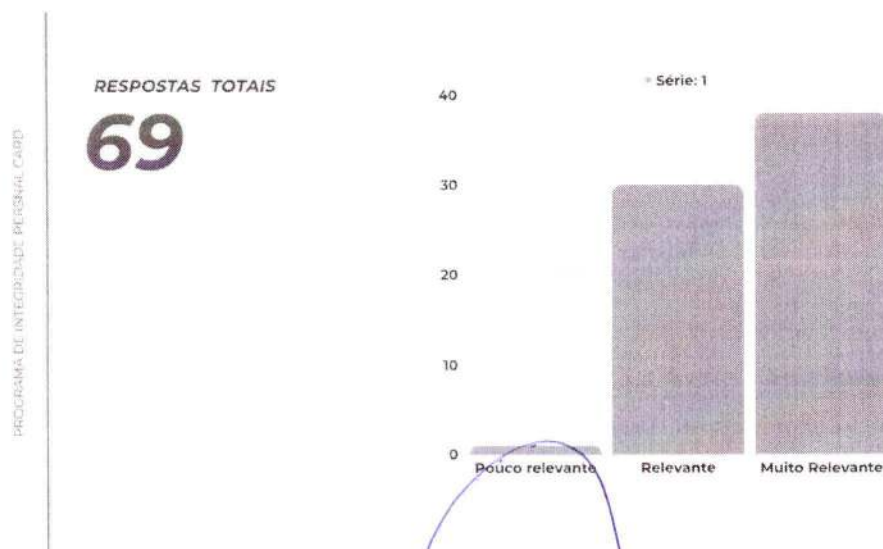 PROGRAMA DE INTEGRIDADE PERSNAL CARD
RESPOSTAS TOTAIS
69
Série: 1
40
30
20
10
0
Pouco relevante
Relevante
Muito Relevante